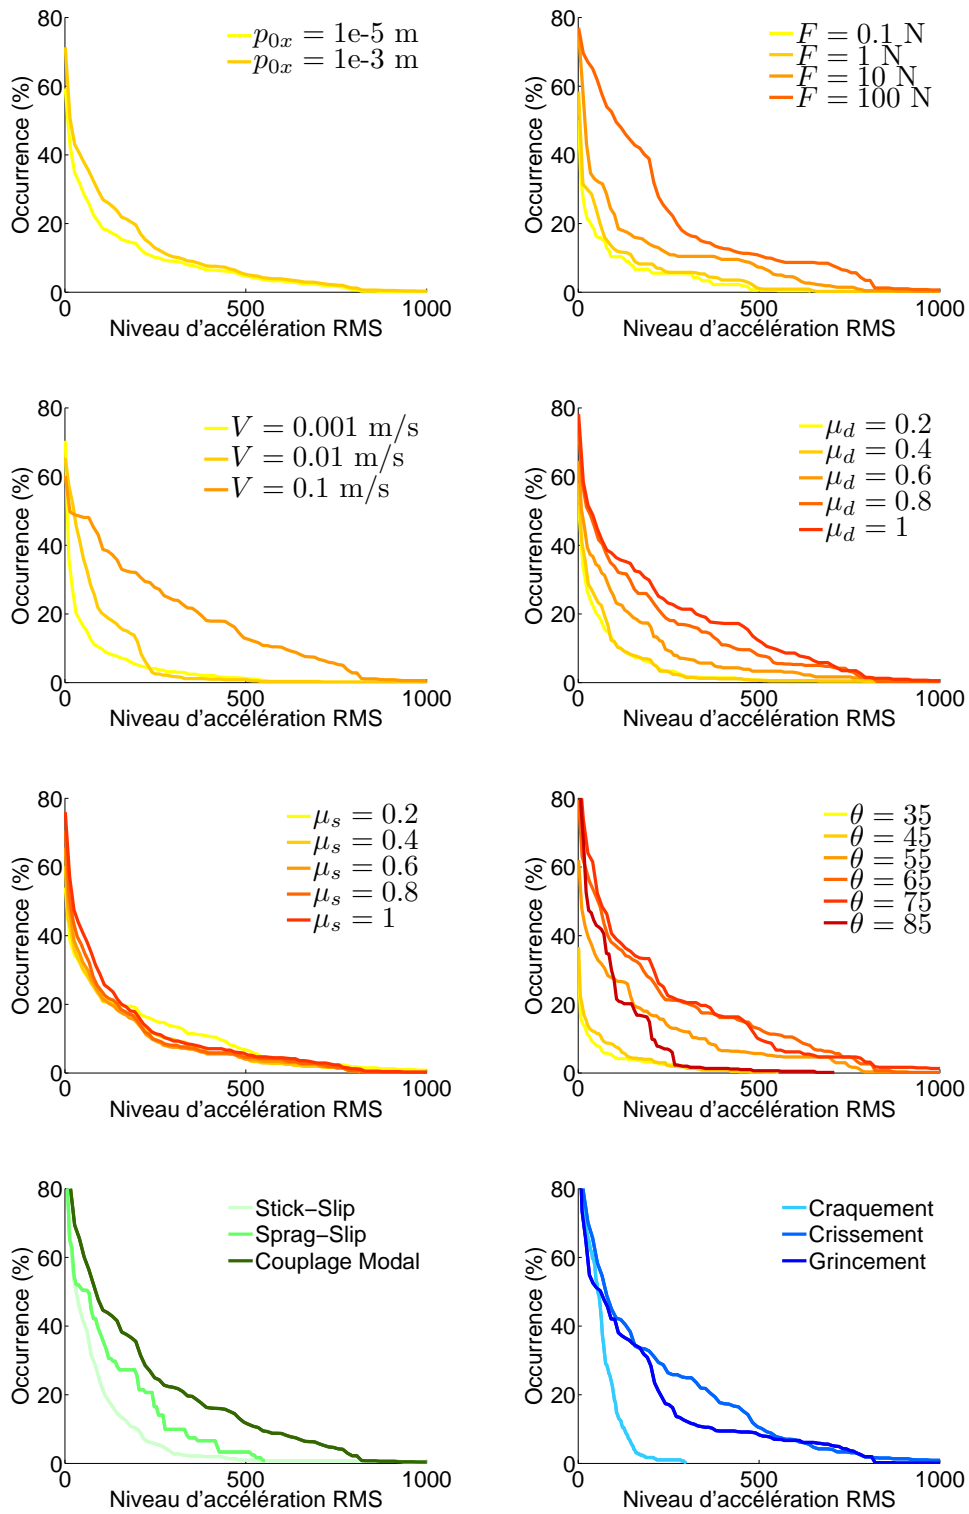 80
60
40
20
0
Occurrence (%)
p0x = 1e-5 m
p0x = 1e-3 m
0
500
1000
Niveau d'accélération RMS
80
60
40
20
0
Occurrence (%)
F = 0.1 N
F = 1 N
F = 10 N
F = 100 N
0
500
1000
Niveau d'accélération RMS
80
60
40
20
0
Occurrence (%)
V = 0.001 m/s
V = 0.01 m/s
V = 0.1 m/s
0
500
1000
Niveau d'accélération RMS
80
60
40
20
0
Occurrence (%)
μd = 0.2
μd = 0.4
μd = 0.6
μd = 0.8
μd = 1
0
500
1000
Niveau d'accélération RMS
80
60
40
20
0
Occurrence (%)
μs = 0.2
μs = 0.4
μs = 0.6
μs = 0.8
μs = 1
0
500
1000
Niveau d'accélération RMS
80
60
40
20
0
Occurrence (%)
θ = 35
θ = 45
θ = 55
θ = 65
θ = 75
θ = 85
0
500
1000
Niveau d'accélération RMS
80
60
40
20
0
Occurrence (%)
Stick−Slip
Sprag−Slip
Couplage Modal
0
500
1000
Niveau d'accélération RMS
80
60
40
20
0
Occurrence (%)
Craquement
Crissement
Grincement
0
500
1000
Niveau d'accélération RMS